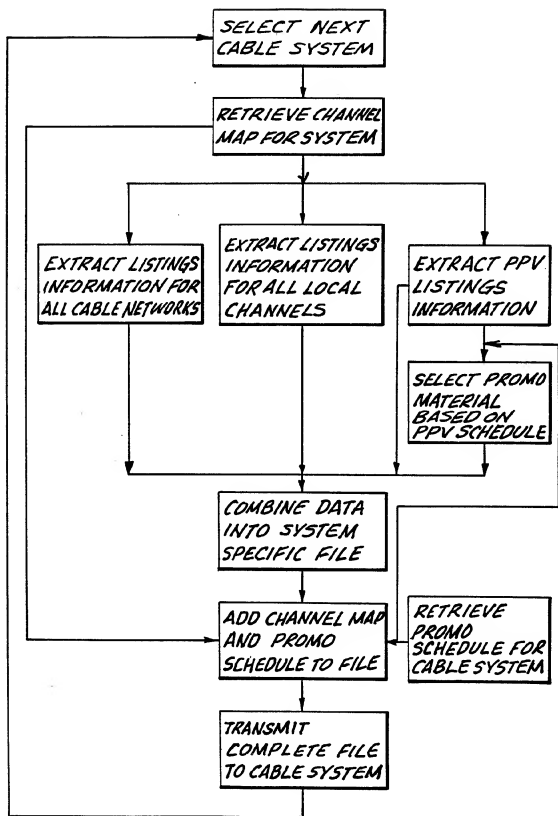 SELECT NEXT
CABLE SYSTEM
RETRIEVE CHANNEL
MAP FOR SYSTEM
EXTRACT LISTINGS
INFORMATION FOR
ALL CABLE NETWORKS
EXTRACT LISTINGS
INFORMATION
FOR ALL LOCAL
CHANNELS
EXTRACT PPV
LISTINGS
INFORMATION
SELECT PROMO
MATERIAL
BASED ON
PPV SCHEDULE
COMBINE DATA
INTO SYSTEM
SPECIFIC FILE
ADD CHANNEL MAP
AND PROMO
SCHEDULE TO FILE
RETRIEVE
PROMO
SCHEDULE FOR
CABLE SYSTEM
TRANSMIT
COMPLETE FILE
TO CABLE SYSTEM